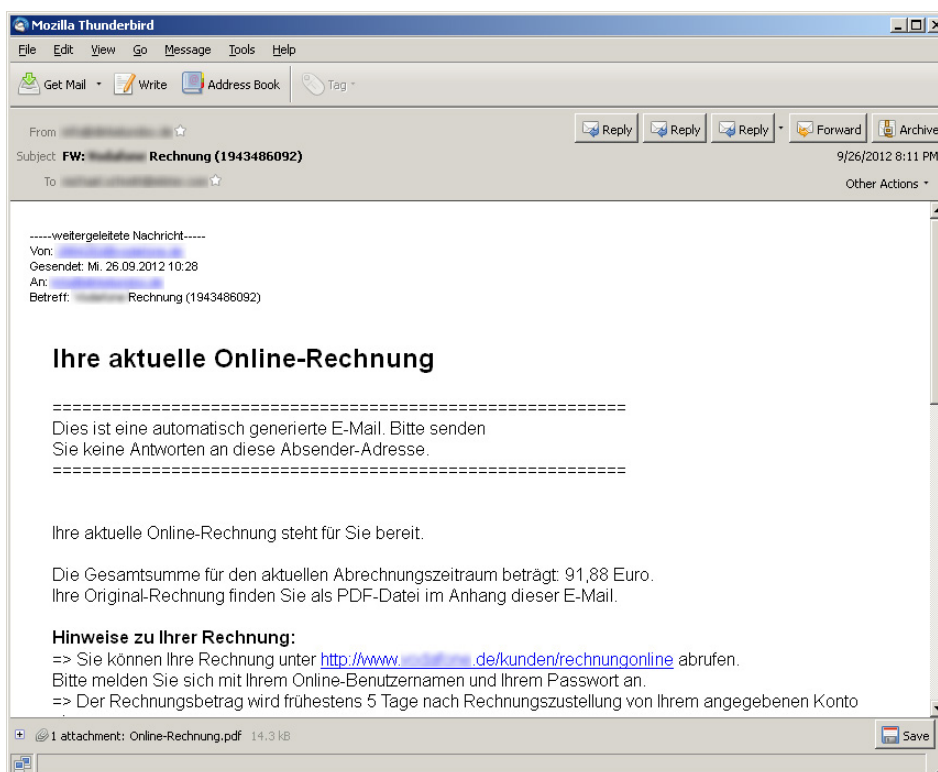 Mozilla Thunderbird
File Edit View Go Message Tools Help
Get Mail Write Address Book Tag
From
Reply Reply Reply Forward Archive
Subject FW: Rechnung (1943486092)
9/26/2012 8:11 PM
To
Other Actions
-----weitergeleitete Nachricht-----
Von:
Gesendet: Mi. 26.09.2012 10:28
An:
Betreff: Rechnung (1943486092)
Ihre aktuelle Online-Rechnung
==========================================================
Dies ist eine automatisch generierte E-Mail. Bitte senden
Sie keine Antworten an diese Absender-Adresse.
==========================================================
Ihre aktuelle Online-Rechnung steht für Sie bereit.
Die Gesamtsumme für den aktuellen Abrechnungszeitraum beträgt: 91,88 Euro.
Ihre Original-Rechnung finden Sie als PDF-Datei im Anhang dieser E-Mail.
Hinweise zu Ihrer Rechnung:
=> Sie können Ihre Rechnung unter http://www. .de/kunden/rechnungonline abrufen.
Bitte melden Sie sich mit Ihrem Online-Benutzernamen und Ihrem Passwort an.
=> Der Rechnungsbetrag wird frühestens 5 Tage nach Rechnungszustellung von Ihrem angegebenen Konto
1 attachment: Online-Rechnung.pdf 14.3 kB
Save